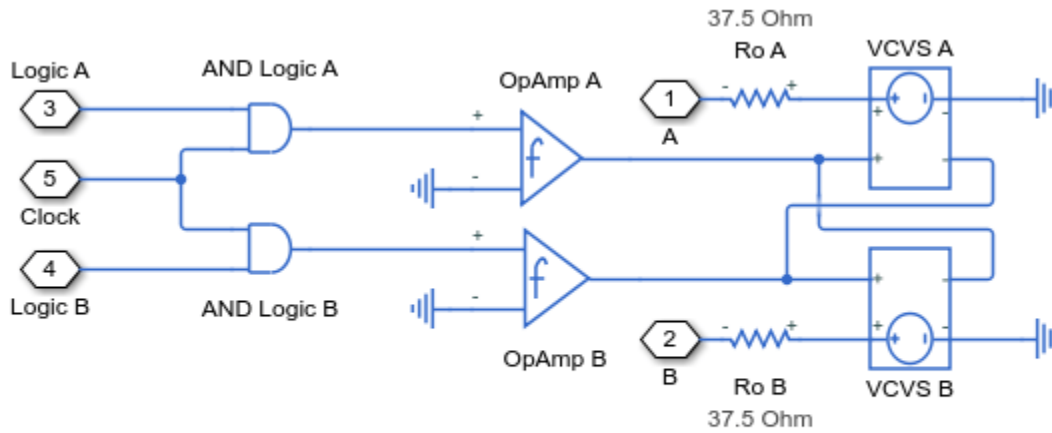 37.5 Ohm
Ro A
VCVS A
Logic A
AND Logic A
OpAmp A
3
1
A
+
-
-
+
+
-
+
-
+
-
5
Clock
+
-
4
Logic B
AND Logic B
+
-
+
-
2
B
-
+
+
-
+
-
OpAmp B
Ro B
VCVS B
37.5 Ohm